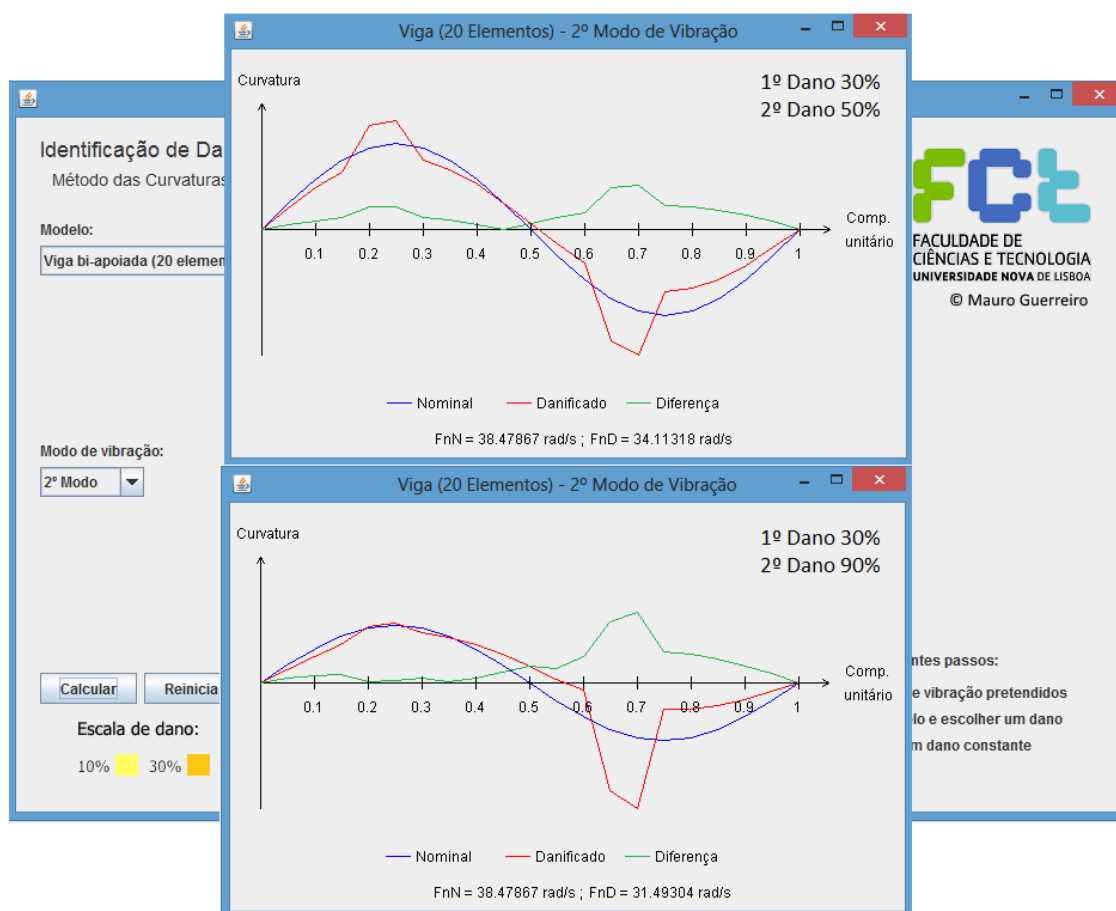 Viga (20 Elementos) - 2º Modo de Vibração
Curvatura
1º Dano 30%
2º Dano 50%
Comp.
unitário
0.1 0.2 0.3 0.4 0.5 0.6 0.7 0.8 0.9 1
Nominal Danificado Diferença
FnN = 38.47867 rad/s ; FnD = 34.11318 rad/s
Identificação de Da
Método das Curvaturas
Modelo:
Viga bi-apoiada (20 elemen
Modo de vibração:
2º Modo
Calcular Reinicia
Escala de dano:
10% 30%
Viga (20 Elementos) - 2º Modo de Vibração
Curvatura
1º Dano 30%
2º Dano 90%
Comp.
unitário
0.1 0.2 0.3 0.4 0.5 0.6 0.7 0.8 0.9 1
Nominal Danificado Diferença
FnN = 38.47867 rad/s ; FnD = 31.49304 rad/s
FCt
FACULDADE DE
CIÊNCIAS E TECNOLOGIA
UNIVERSIDADE NOVA DE LISBOA
© Mauro Guerreiro
ntes passos:
e vibração pretendidos
lo e escolher um dano
m dano constante